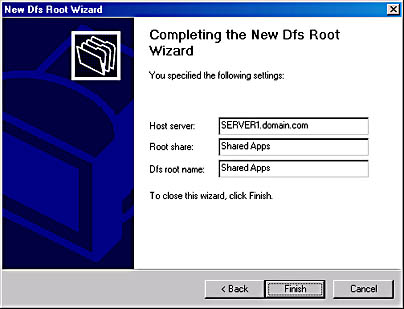 New Dfs Root Wizard
Completing the New Dfs Root
Wizard
You specified the following settings:
Host server: SERVER1.domain.com
Root share: Shared Apps
Dfs root name: Shared Apps
To close this wizard, click Finish.
< Back Finish Cancel